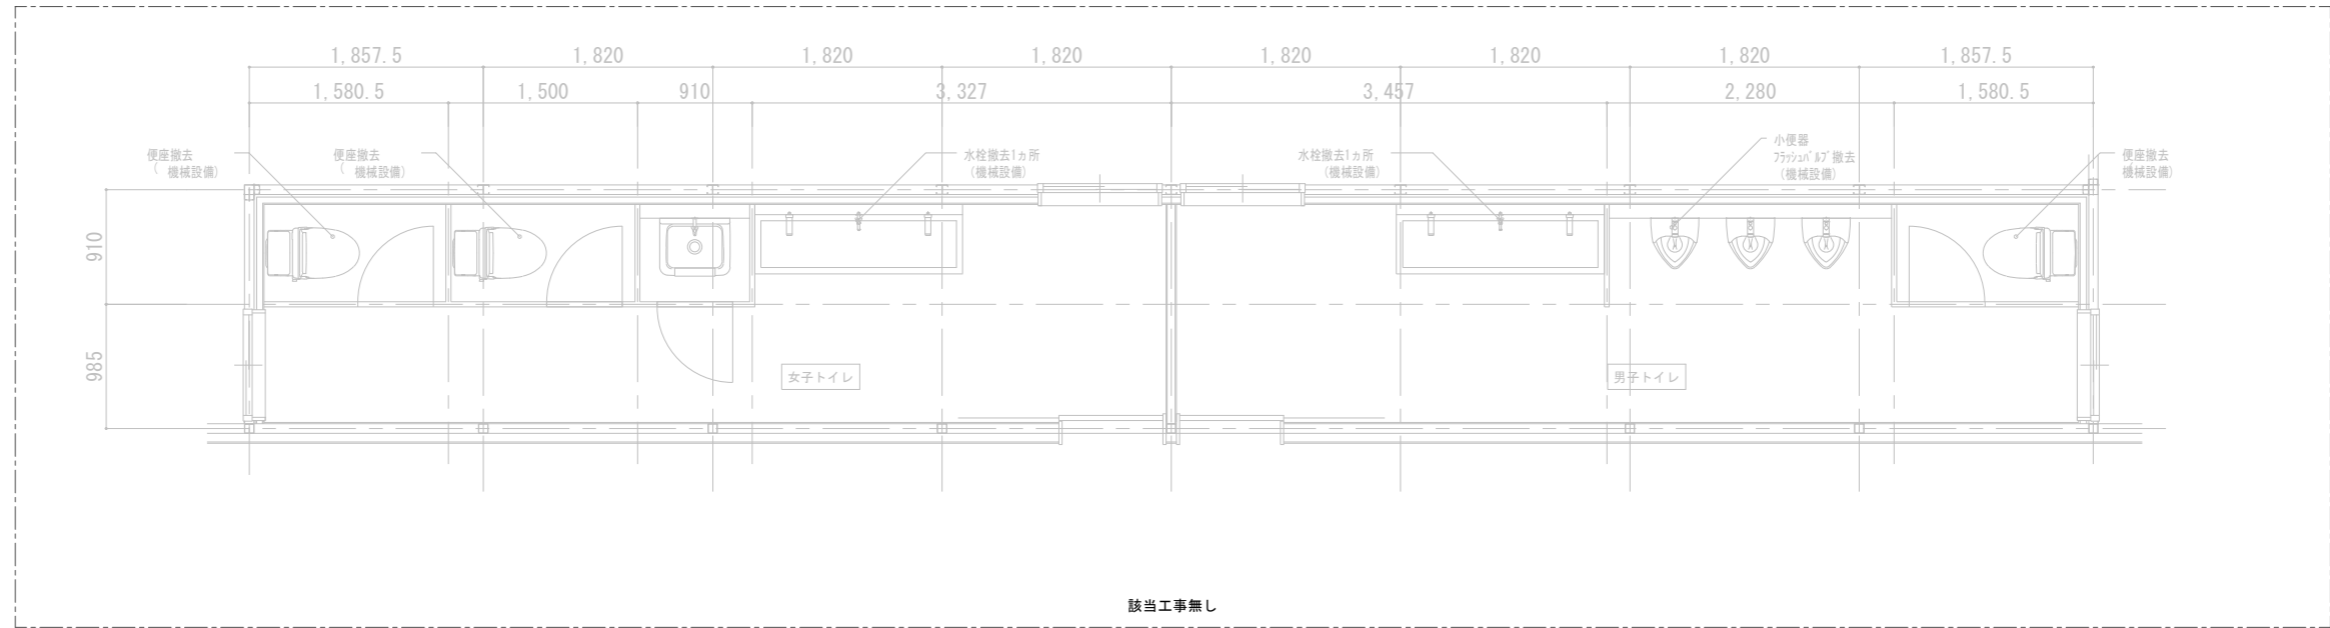 1,857.5
1,820
1,820
1,820
1,820
1,820
1,820
1,857.5
1,580.5
1,500
910
3,327
3,457
2,280
1,580.5
便座撤去
( 機械設備)
便座撤去
( 機械設備)
水栓撤去1ヵ所
(機械設備)
水栓撤去1ヵ所
(機械設備)
小便器
フラッシュバルブ撤去
(機械設備)
便座撤去
機械設備)
910
985
女子トイレ
男子トイレ
該当工事無し